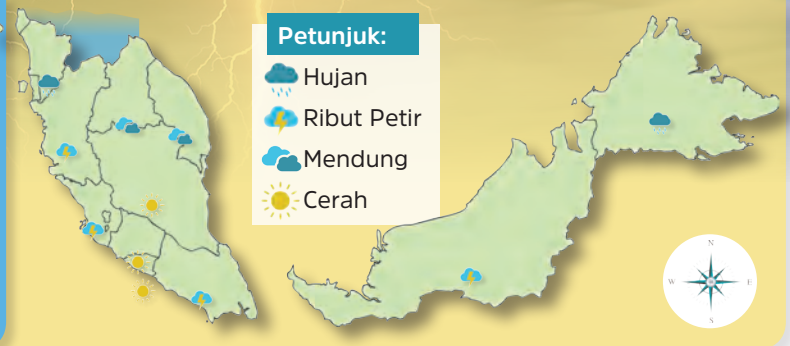 Petunjuk:
Hujan
Ribut Petir
Mendung
Cerah
N
W E
S